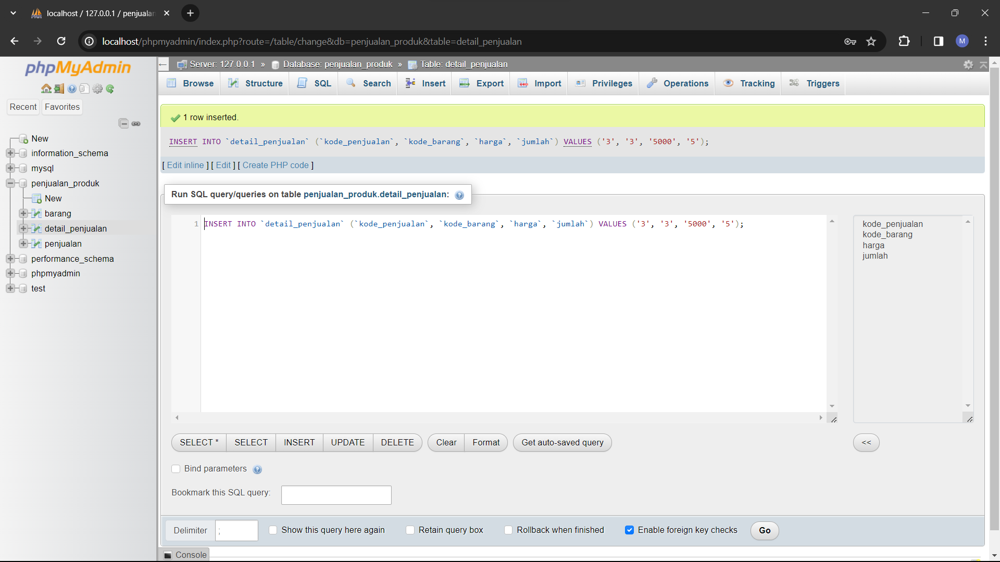 localhost / 127.0.0.1 / penjualan
localhost/phpmyadmin/index.php?route=/table/change&db=penjualan_produk&table=detail_penjualan
M
phpMyAdmin
Recent Favorites
New
information_schema
mysql
penjualan_produk
New
barang
detail_penjualan
penjualan
performance_schema
phpmyadmin
test
Server: 127.0.0.1 » Database: penjualan_produk » Table: detail_penjualan
Browse Structure SQL Search Insert Export Import Privileges Operations Tracking Triggers
1 row inserted.
INSERT INTO `detail_penjualan` (`kode_penjualan`, `kode_barang`, `harga`, `jumlah`) VALUES ('3', '3', '5000', '5');
[ Edit inline ] [ Edit ] [ Create PHP code ]
Run SQL query/queries on table penjualan_produk.detail_penjualan:
1 INSERT INTO `detail_penjualan` (`kode_penjualan`, `kode_barang`, `harga`, `jumlah`) VALUES ('3', '3', '5000', '5');
kode_penjualan
kode_barang
harga
jumlah
SELECT * SELECT INSERT UPDATE DELETE Clear Format Get auto-saved query <<
Bind parameters
Bookmark this SQL query:
Delimiter ; Show this query here again Retain query box Rollback when finished Enable foreign key checks Go
Console